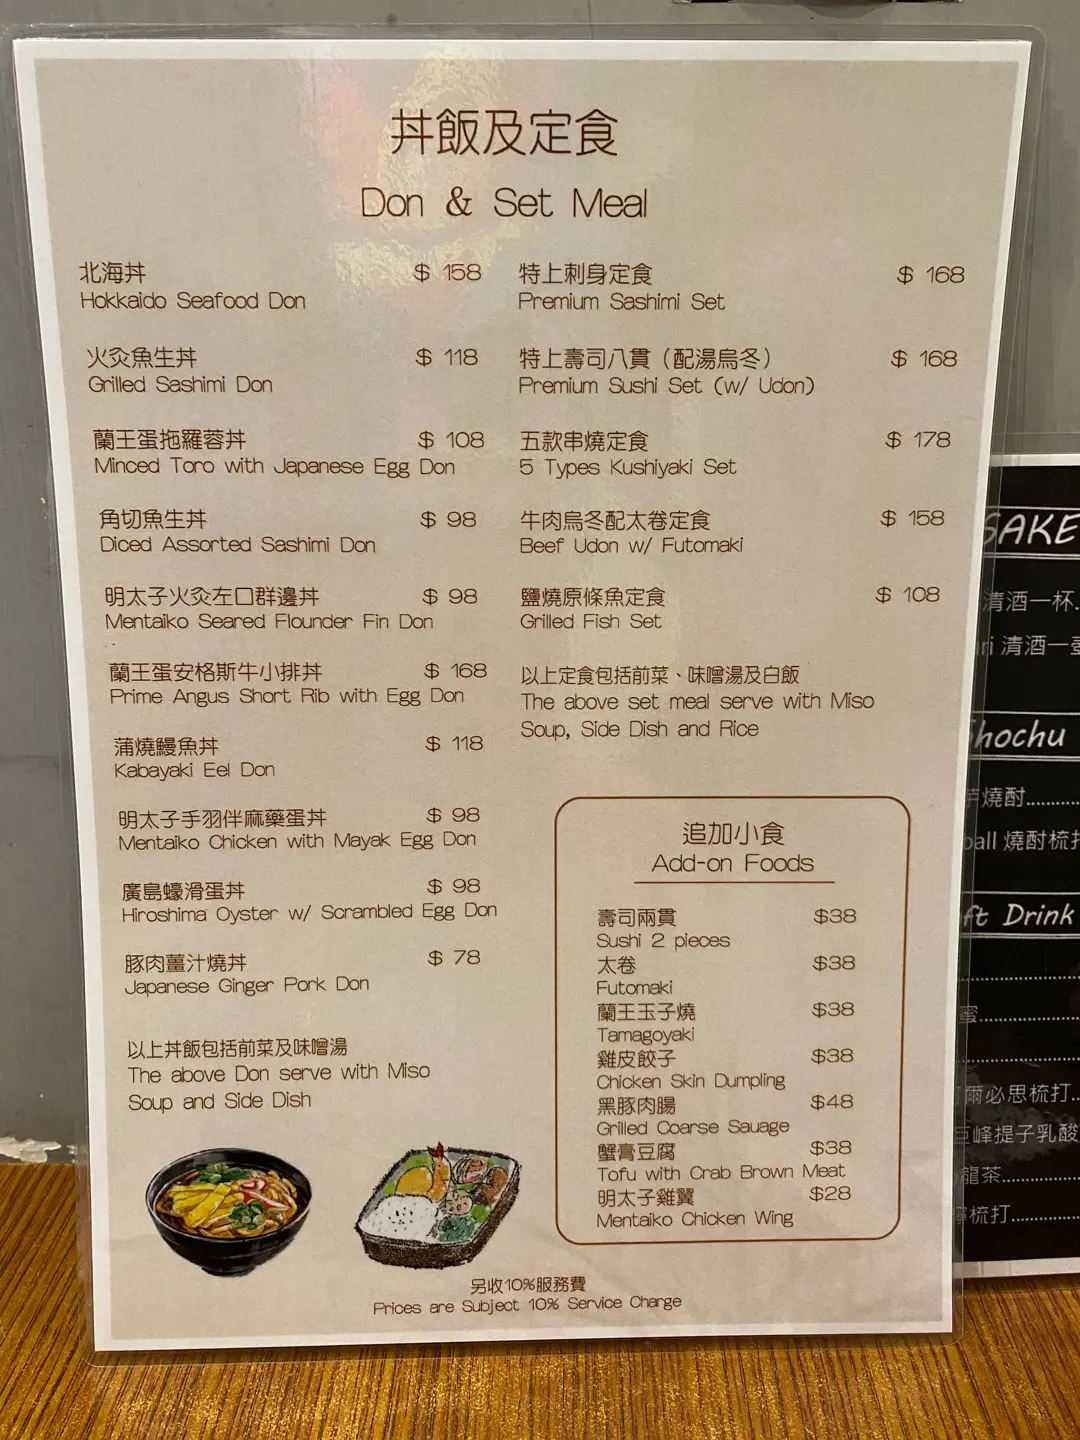 丼飯及定食
Don & Set Meal
北海丼 $ 158
Hokkaido Seafood Don
火炙魚生丼 $ 118
Grilled Sashimi Don
蘭王蛋拖羅蓉丼 $ 108
Minced Toro with Japanese Egg Don
角切魚生丼 $ 98
Diced Assorted Sashimi Don
明太子火炙左口群邊丼 $ 98
Mentaiko Seared Flounder Fin Don
蘭王蛋安格斯牛小排丼 $ 168
Prime Angus Short Rib with Egg Don
蒲燒鰻魚丼 $ 118
Kabayaki Eel Don
明太子手羽伴麻藥蛋丼 $ 98
Mentaiko Chicken with Mayak Egg Don
廣島蠔滑蛋丼 $ 98
Hiroshima Oyster w/ Scrambled Egg Don
豚肉薑汁燒丼 $ 78
Japanese Ginger Pork Don
以上丼飯包括前菜及味噌湯
The above Don serve with Miso
Soup and Side Dish
特上刺身定食 $ 168
Premium Sashimi Set
特上壽司八貫（配湯烏冬） $ 168
Premium Sushi Set (w/ Udon)
五款串燒定食 $ 178
5 Types Kushiyaki Set
牛肉烏冬配太卷定食 $ 158
Beef Udon w/ Futomaki
鹽燒原條魚定食 $ 108
Grilled Fish Set
以上定食包括前菜、味噌湯及白飯
The above set meal serve with Miso
Soup, Side Dish and Rice
追加小食
Add-on Foods
壽司兩貫 $38
Sushi 2 pieces
太卷 $38
Futomaki
蘭王玉子燒 $38
Tamagoyaki
雞皮餃子 $38
Chicken Skin Dumpling
黑豚肉腸 $48
Grilled Coarse Sauage
蟹膏豆腐 $38
Tofu with Crab Brown Meat
明太子雞翼 $28
Mentaiko Chicken Wing
另收10%服務費
Prices are Subject 10% Service Charge
SAKE
清酒一杯
清酒一壺
Shochu
燒酎
ball 燒酎梳打
ft Drink
蜜
爾必思梳打
巨峰提子乳酸
龍茶
梳打